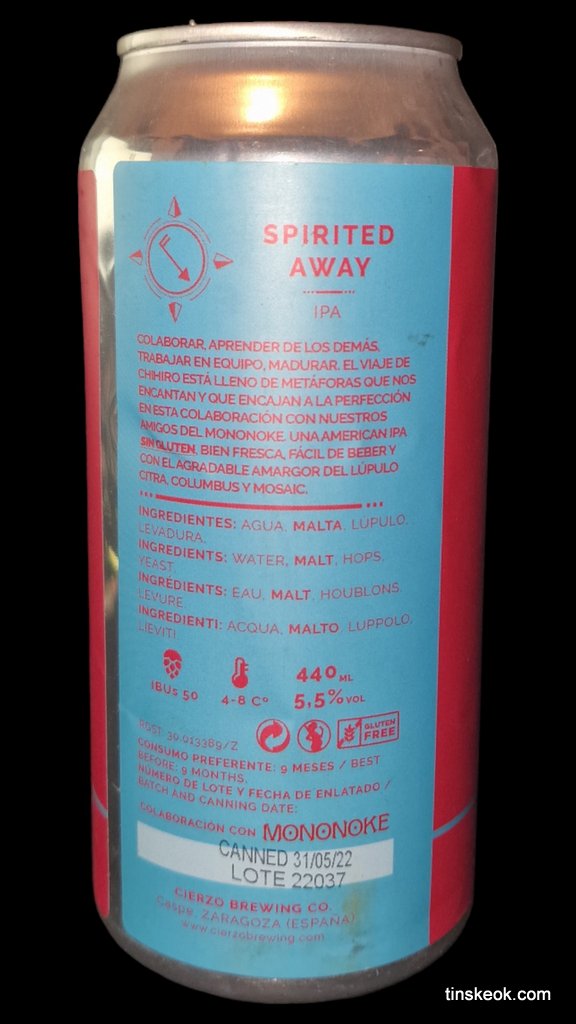 SPIRITED
AWAY
IPA
COLABORAR, APRENDER DE LOS DEMÁS,
TRABAJAR EN EQUIPO, MADURAR. EL VIAJE DE
CHIHIRO ESTÁ LLENO DE METÁFORAS QUE NOS
ENCANTAN Y QUE ENCAJAN A LA PERFECCIÓN
EN ESTA COLABORACIÓN CON NUESTROS
AMIGOS DEL MONONOKE. UNA AMERICAN IPA
SIN GLUTEN, BIEN FRESCA, FÁCIL DE BEBER Y
CON EL AGRADABLE AMARGOR DEL LÚPULO
CITRA, COLUMBUS Y MOSAIC.
INGREDIENTES: AGUA, MALTA, LÚPULO,
LEVADURA.
INGREDIENTS: WATER, MALT, HOPS,
YEAST.
INGRÉDIENTS: EAU, MALT, HOUBLONS,
LEVURE.
INGREDIENTI: ACQUA, MALTO, LUPPOLO,
LIEVITI.
IBUs 50
4-8 Cº
440 ML
5,5% VOL
GLUTEN
FREE
RGST: 30.013389/Z
CONSUMO PREFERENTE: 9 MESES / BEST
BEFORE: 9 MONTHS.
NÚMERO DE LOTE Y FECHA DE ENLATADO /
BATCH AND CANNING DATE:
COLABORACIÓN CON MONONOKE
CANNED 31/05/22
LOTE 22037
CIERZO BREWING CO.
Caspe, ZARAGOZA (ESPAÑA)
www.cierzobrewing.com
tinskeok.com